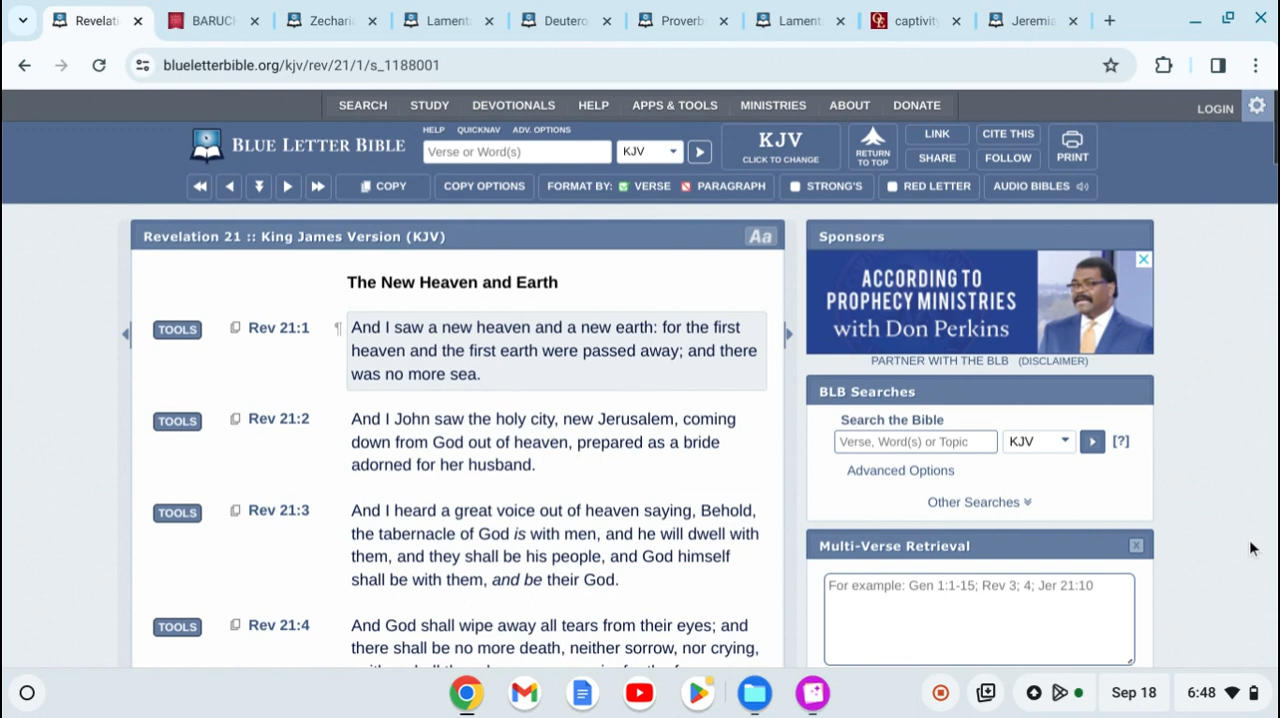 Revelati
BARUC
Zechari
Lament
Deutero
Proverb
Lament
captivity
Jeremia
blueletterbible.org/kjv/rev/21/1/s_1188001
SEARCH STUDY DEVOTIONALS HELP APPS & TOOLS MINISTRIES ABOUT DONATE
LOGIN
BLUE LETTER BIBLE
HELP QUICKNAV ADV. OPTIONS
Verse or Word(s)
KJV
KJV
CLICK TO CHANGE
RETURN
TO TOP
LINK
CITE THIS
SHARE
FOLLOW
PRINT
COPY
COPY OPTIONS
FORMAT BY: VERSE PARAGRAPH
STRONG'S
RED LETTER
AUDIO BIBLES
Revelation 21 :: King James Version (KJV)
Aa
The New Heaven and Earth
TOOLS
Rev 21:1
¶
And I saw a new heaven and a new earth: for the first
heaven and the first earth were passed away; and there
was no more sea.
TOOLS
Rev 21:2
And I John saw the holy city, new Jerusalem, coming
down from God out of heaven, prepared as a bride
adorned for her husband.
TOOLS
Rev 21:3
And I heard a great voice out of heaven saying, Behold,
the tabernacle of God is with men, and he will dwell with
them, and they shall be his people, and God himself
shall be with them, and be their God.
TOOLS
Rev 21:4
And God shall wipe away all tears from their eyes; and
there shall be no more death, neither sorrow, nor crying,
Sponsors
ACCORDING TO
PROPHECY MINISTRIES
with Don Perkins
PARTNER WITH THE BLB (DISCLAIMER)
BLB Searches
Search the Bible
Verse, Word(s) or Topic
KJV
[?]
Advanced Options
Other Searches
Multi-Verse Retrieval
For example: Gen 1:1-15; Rev 3; 4; Jer 21:10
Sep 18
6:48